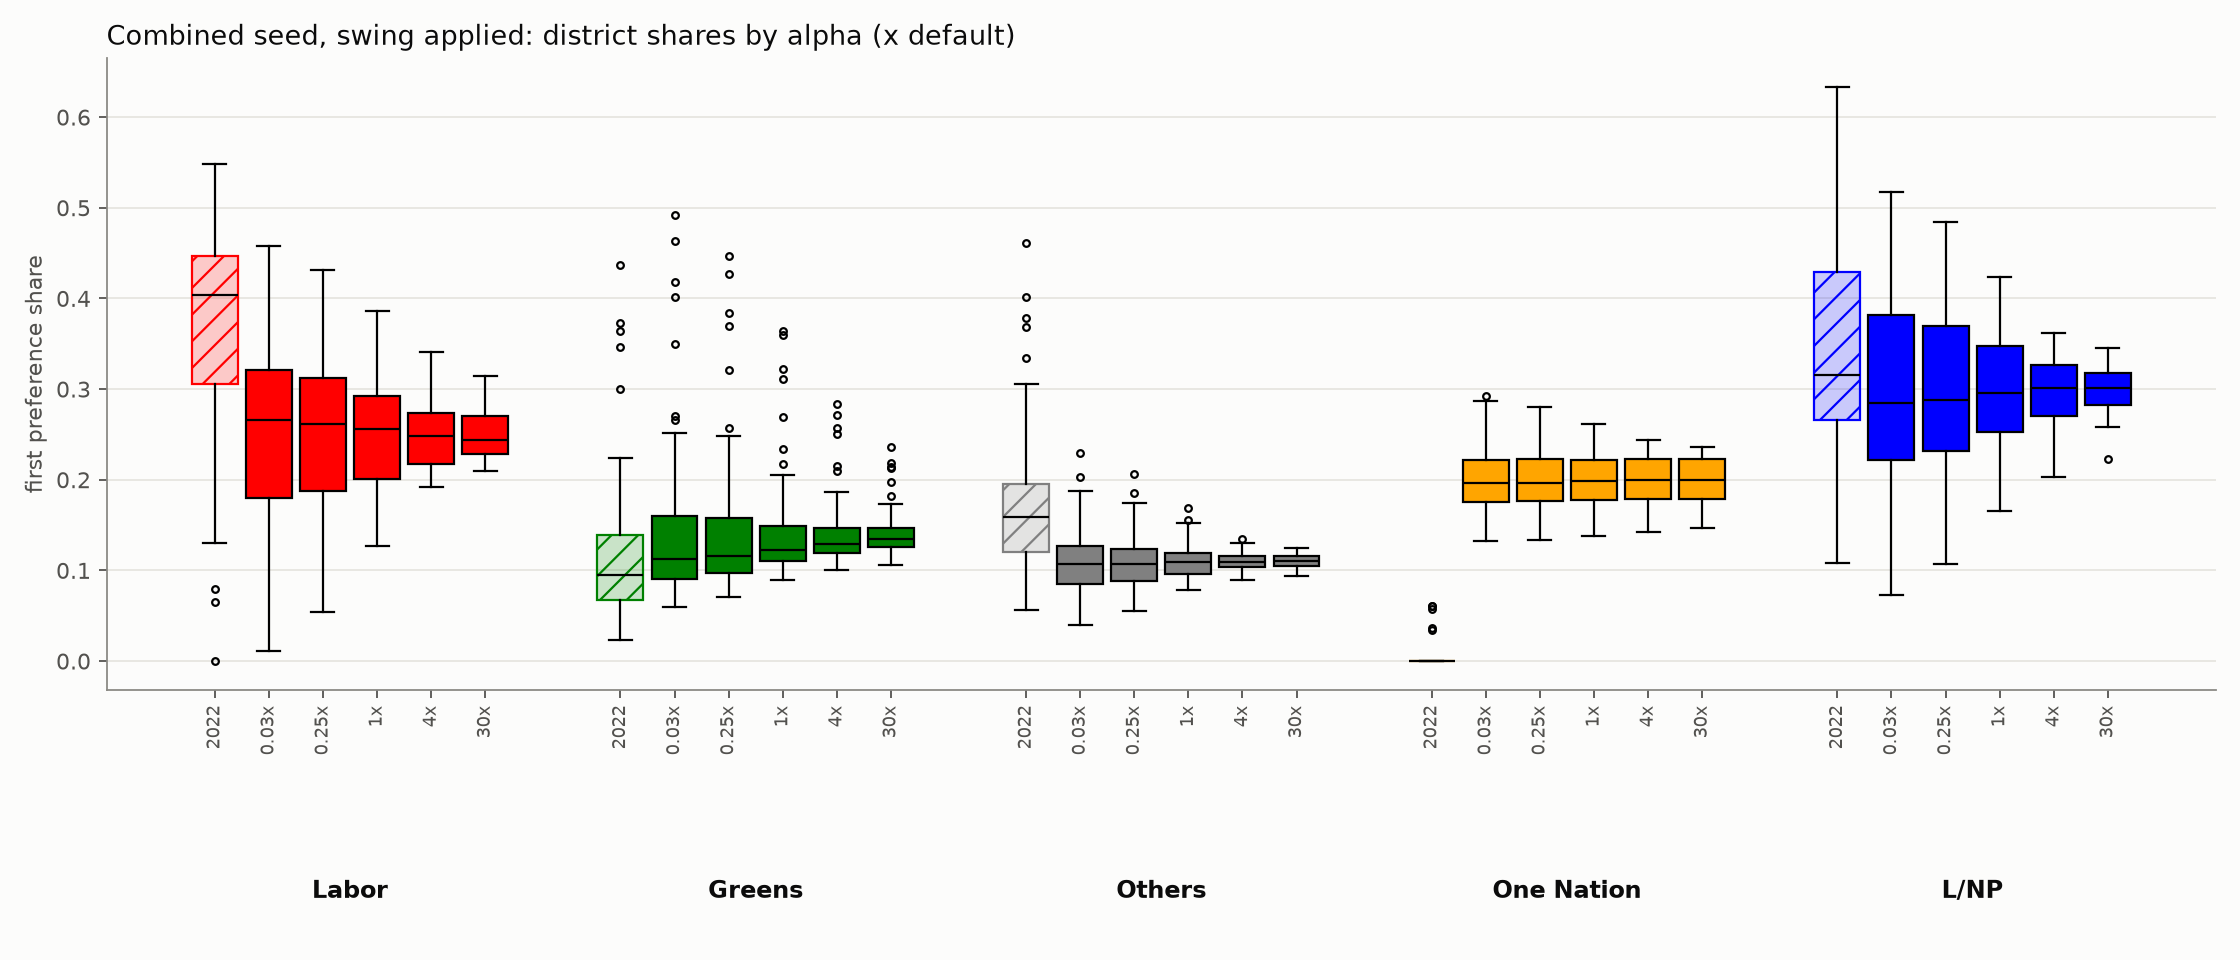 Combined seed, swing applied: district shares by alpha (x default)
first preference share
0.6
0.5
0.4
0.3
0.2
0.1
0.0
2022 0.03x 0.25x 1x 4x 30x 2022 0.03x 0.25x 1x 4x 30x 2022 0.03x 0.25x 1x 4x 30x 2022 0.03x 0.25x 1x 4x 30x 2022 0.03x 0.25x 1x 4x 30x
Labor Greens Others One Nation L/NP